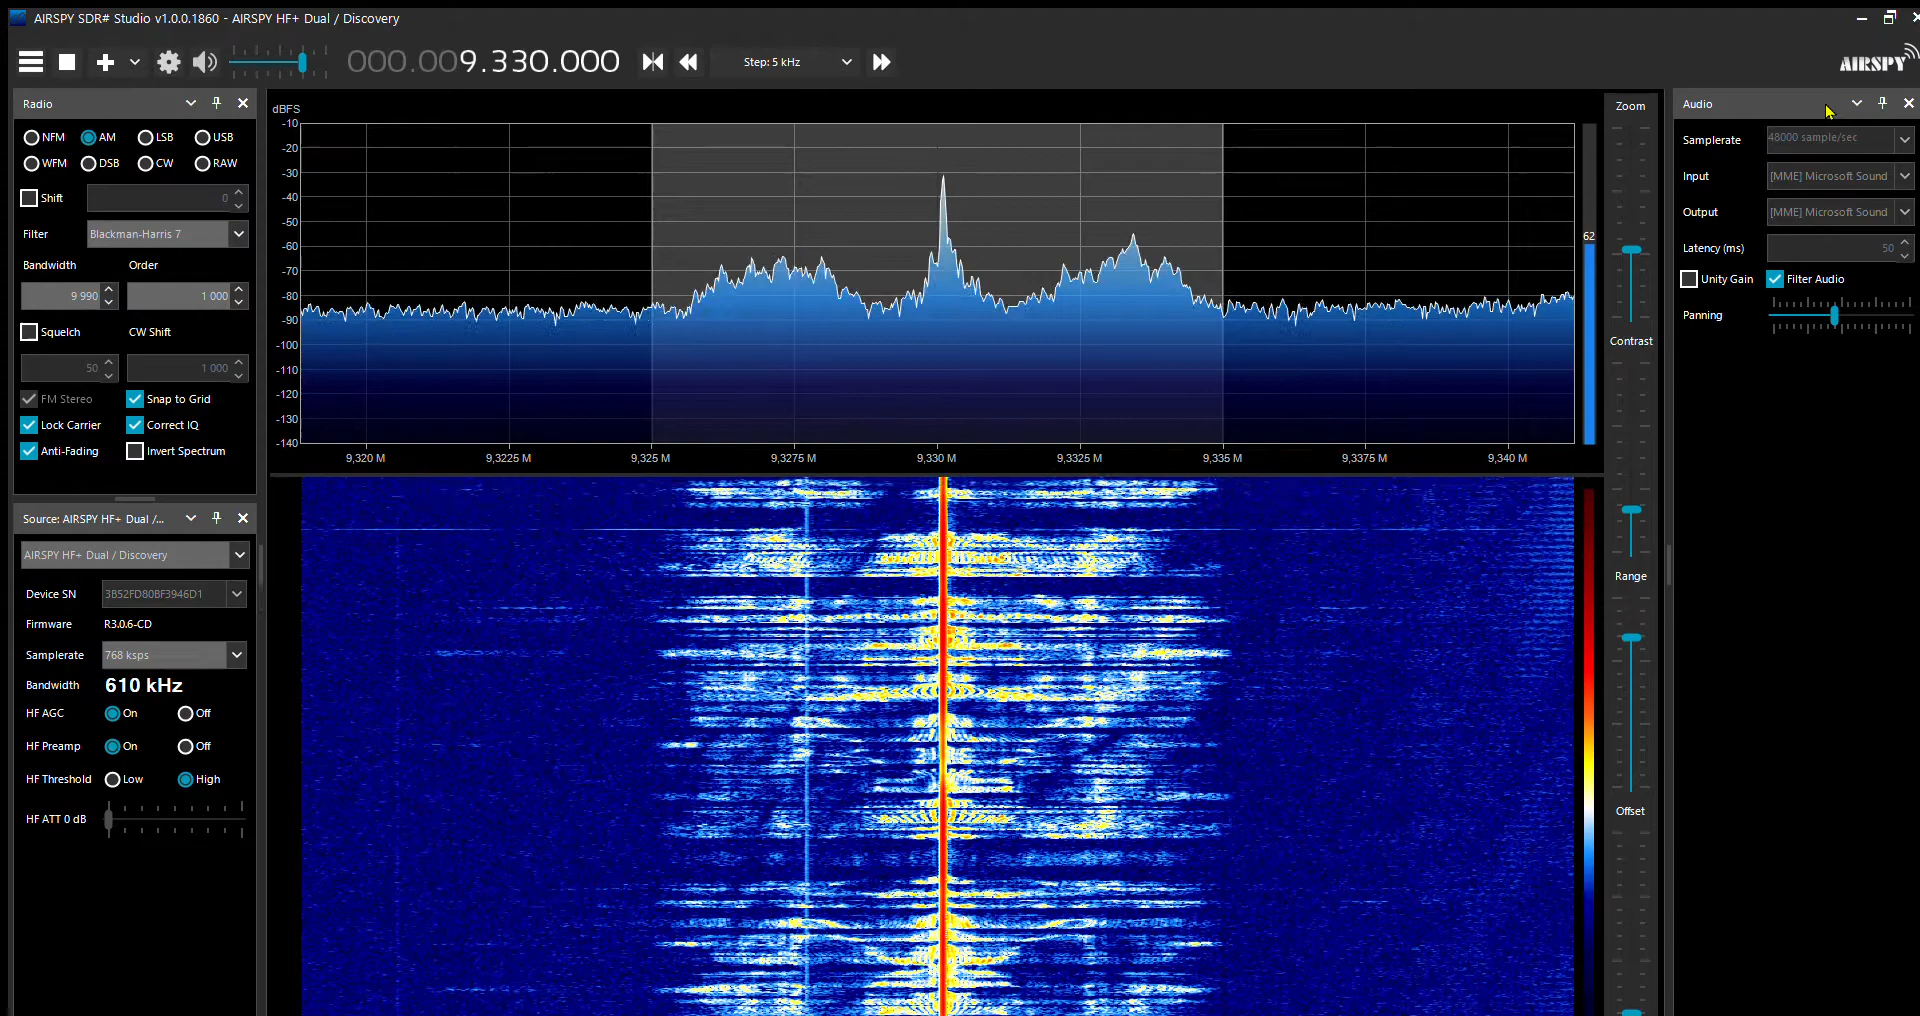 AIRSPY SDR# Studio v1.0.0.1860 - AIRSPY HF+ Dual / Discovery
000.009.330.000
Step: 5 kHz
AIRSPY
Radio
NFM AM LSB USB
WFM DSB CW RAW
Shift 0
Filter Blackman-Harris 7
Bandwidth Order
9 990 1 000
Squelch CW Shift
50 1 000
FM Stereo Snap to Grid
Lock Carrier Correct IQ
Anti-Fading Invert Spectrum
Source: AIRSPY HF+ Dual /...
AIRSPY HF+ Dual / Discovery
Device SN 3B52FD80BF3946D1
Firmware R3.0.6-CD
Samplerate 768 ksps
Bandwidth 610 kHz
HF AGC On Off
HF Preamp On Off
HF Threshold Low High
HF ATT 0 dB
dBFS
-10
-20
-30
-40
-50
-60
-70
-80
-90
-100
-110
-120
-130
-140
9,320 M 9,3225 M 9,325 M 9,3275 M 9,330 M 9,3325 M 9,335 M 9,3375 M 9,340 M
62
Zoom
Contrast
Range
Offset
Audio
Samplerate 48000 sample/sec
Input [MME] Microsoft Sound
Output [MME] Microsoft Sound
Latency (ms) 50
Unity Gain Filter Audio
Panning